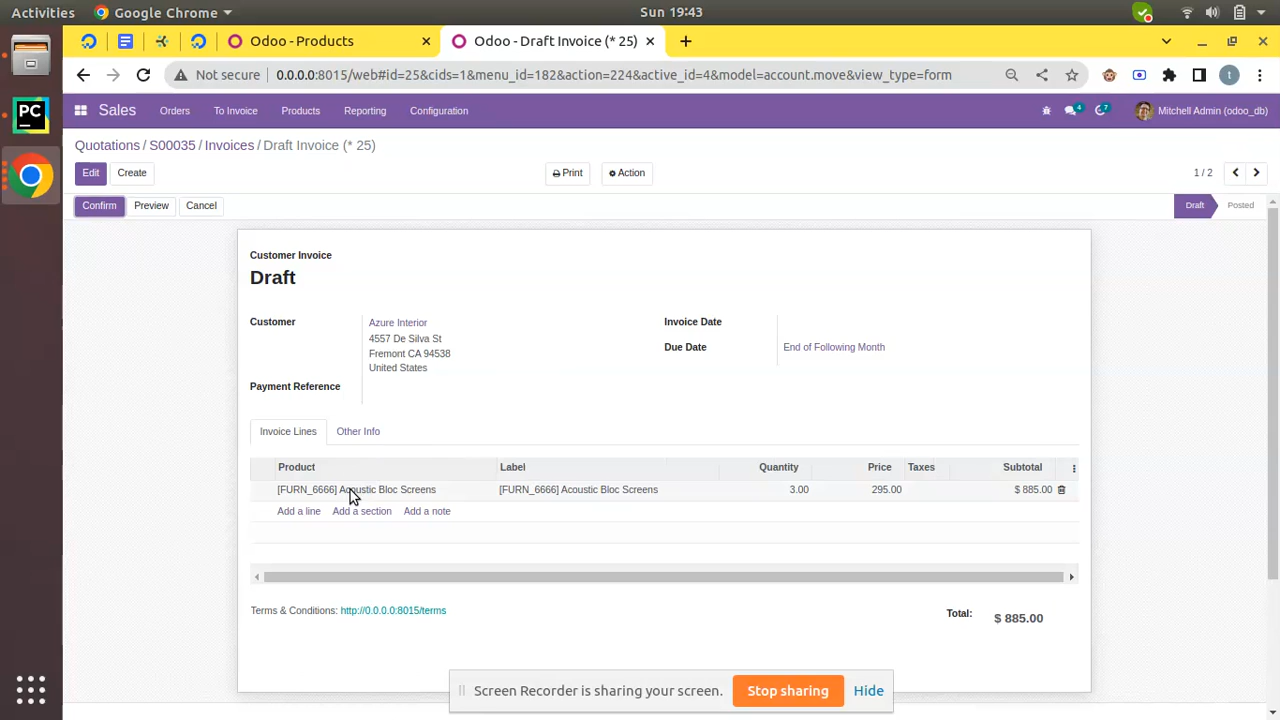 Activities Google Chrome Sun 19:43
Odoo - Products Odoo - Draft Invoice (* 25)
Not secure 0.0.0.0:8015/web#id=25&cids=1&menu_id=182&action=224&active_id=4&model=account.move&view_type=form t
Sales Orders To Invoice Products Reporting Configuration 4 7 Mitchell Admin (odoo_db)
Quotations / S00035 / Invoices / Draft Invoice (* 25)
Edit Create Print Action 1 / 2
Confirm Preview Cancel Draft Posted
Customer Invoice
Draft
Customer Azure Interior Invoice Date
4557 De Silva St
Due Date End of Following Month
Fremont CA 94538
United States
Payment Reference
Invoice Lines Other Info
Product Label Quantity Price Taxes Subtotal
[FURN_6666] Acoustic Bloc Screens [FURN_6666] Acoustic Bloc Screens 3.00 295.00 $ 885.00
Add a line Add a section Add a note
Terms & Conditions: http://0.0.0.0:8015/terms Total: $ 885.00
Screen Recorder is sharing your screen. Stop sharing Hide
PC